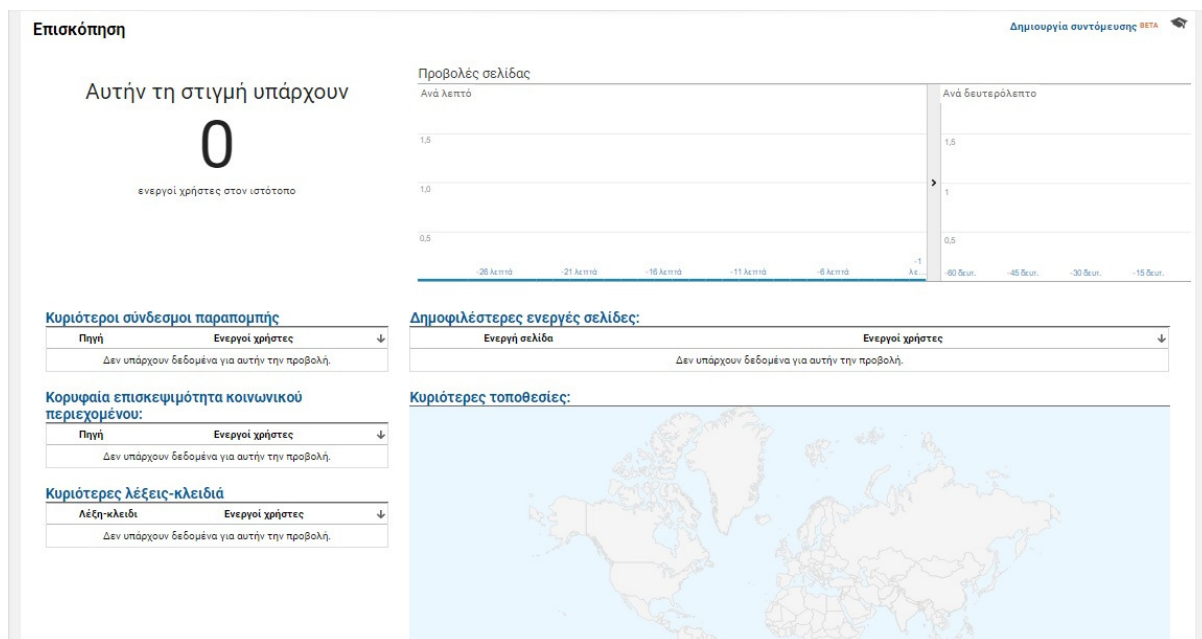 Επισκόπηση
Δημιουργία συντόμευσης BETA
Αυτήν τη στιγμή υπάρχουν
0
ενεργοί χρήστες στον ιστότοπο
Προβολές σελίδας
Ανά λεπτό
Ανά δευτερόλεπτο
1,5
1,0
0,5
-26 λεπτά -21 λεπτά -16 λεπτά -11 λεπτά -6 λεπτά -1 λε...
1,5
1
0,5
-60 δευτ. -45 δευτ. -30 δευτ. -15 δευτ.
Κυριότεροι σύνδεσμοι παραπομπής
Πηγή Ενεργοί χρήστες
Δεν υπάρχουν δεδομένα για αυτήν την προβολή.
Δημοφιλέστερες ενεργές σελίδες:
Ενεργή σελίδα Ενεργοί χρήστες
Δεν υπάρχουν δεδομένα για αυτήν την προβολή.
Κορυφαία επισκεψιμότητα κοινωνικού
περιεχομένου:
Πηγή Ενεργοί χρήστες
Δεν υπάρχουν δεδομένα για αυτήν την προβολή.
Κυριότερες λέξεις-κλειδιά
Λέξη-κλειδι Ενεργοί χρήστες
Δεν υπάρχουν δεδομένα για αυτήν την προβολή.
Κυριότερες τοποθεσίες: